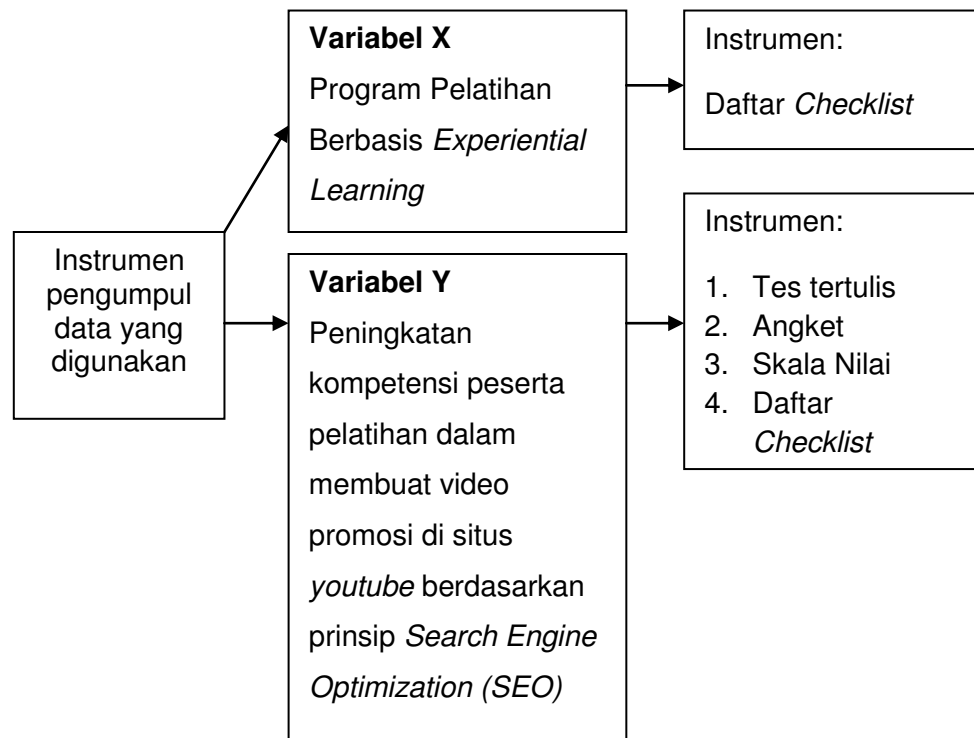 Instrumen
pengumpul
data yang
digunakan
Variabel X
Program Pelatihan
Berbasis Experiential
Learning
Instrumen:
Daftar Checklist
Variabel Y
Peningkatan
kompetensi peserta
pelatihan dalam
membuat video
promosi di situs
youtube berdasarkan
prinsip Search Engine
Optimization (SEO)
Instrumen:
1. Tes tertulis
2. Angket
3. Skala Nilai
4. Daftar
Checklist